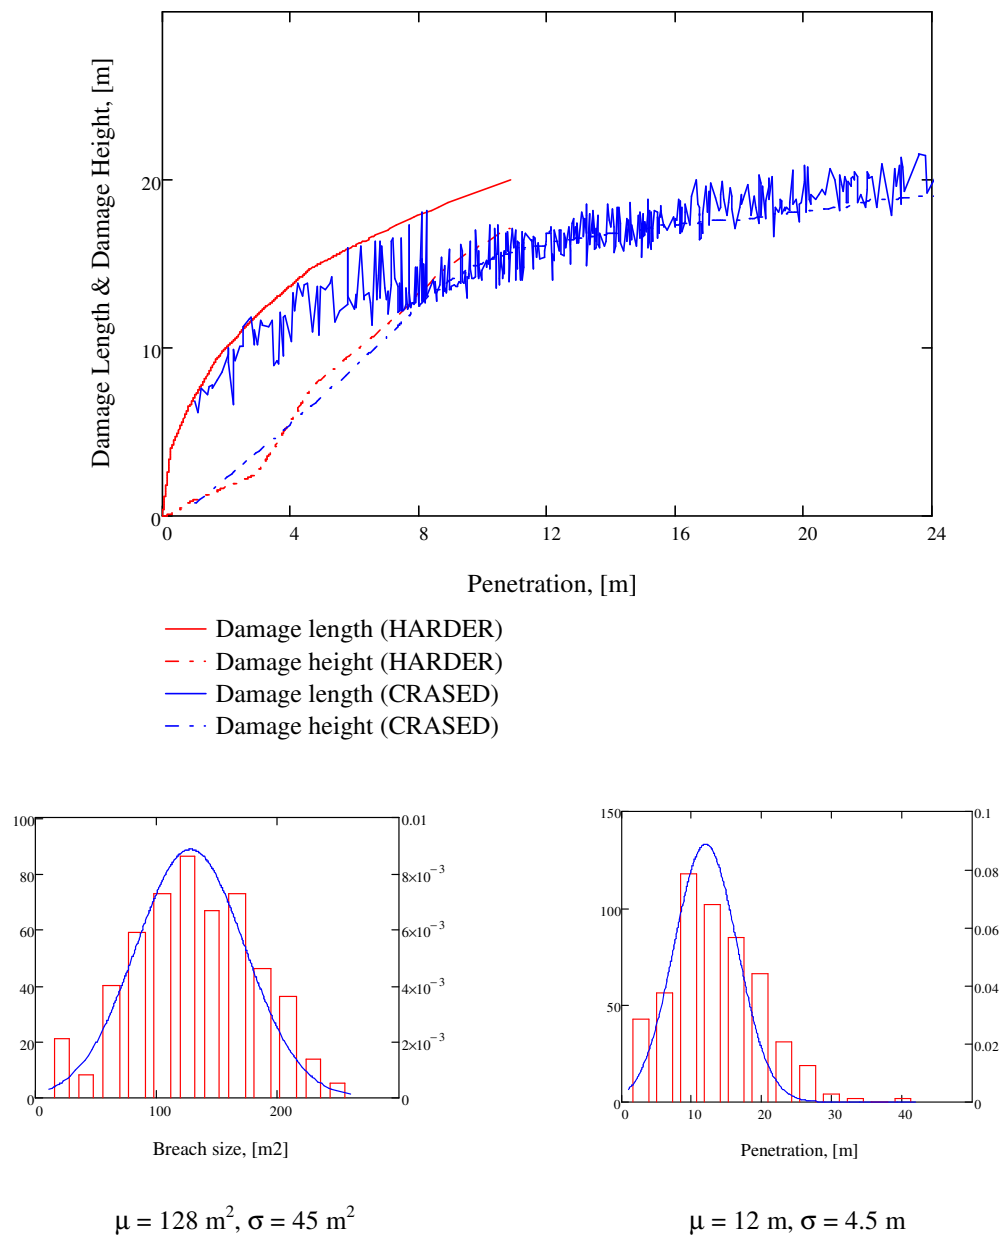 Damage Length & Damage Height, [m]
20
10
0
0 4 8 12 16 20 24
Penetration, [m]
Damage length (HARDER)
Damage height (HARDER)
Damage length (CRASED)
Damage height (CRASED)
100 0.01
80 8×10⁻³
60 6×10⁻³
40 4×10⁻³
20 2×10⁻³
0 0
0 100 200
Breach size, [m2]
μ = 128 m², σ = 45 m²
150 0.1
0.08
100
0.06
50 0.04
0.02
0 0
0 10 20 30 40
Penetration, [m]
μ = 12 m, σ = 4.5 m